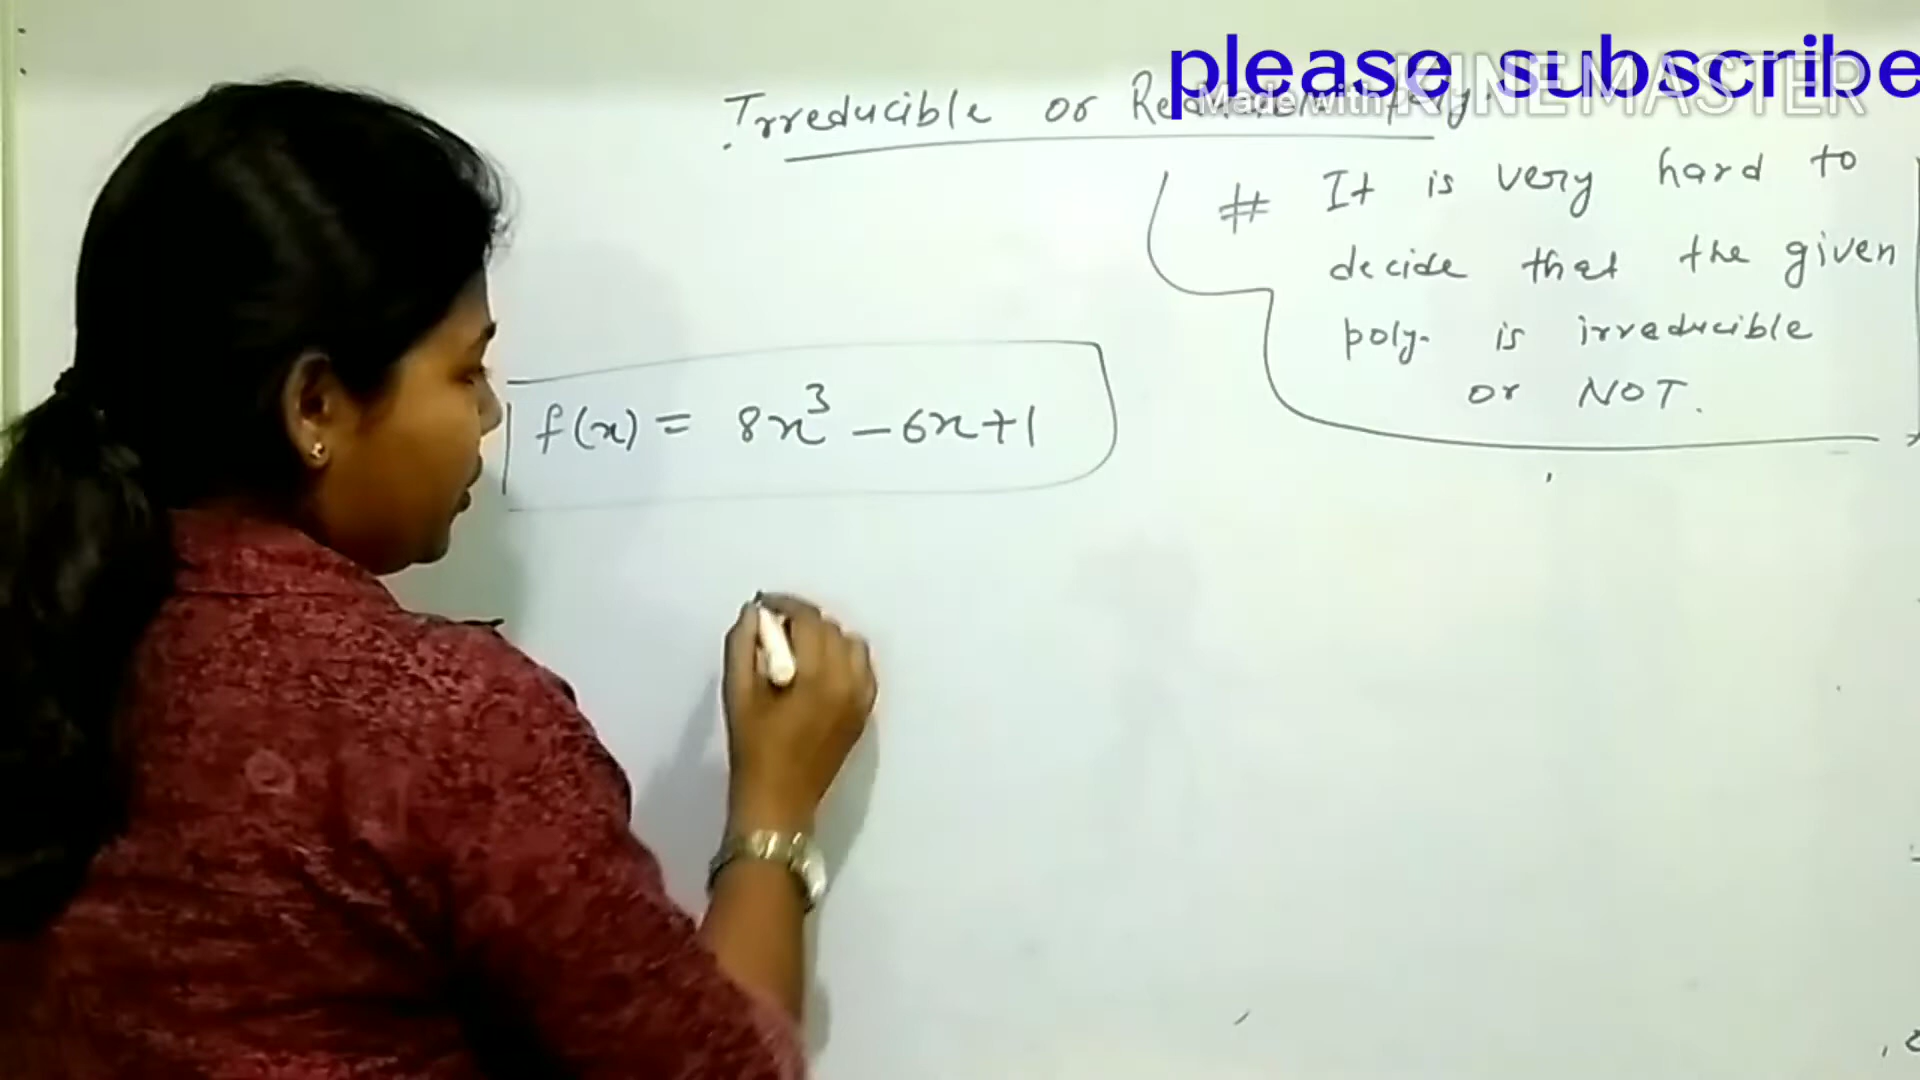 please subscribe
Made with KINEMASTER
Irreducible or
# It is very hard to
decide that the given
poly. is irreducible
or NOT.
f(x) = 8x³ - 6x + 1